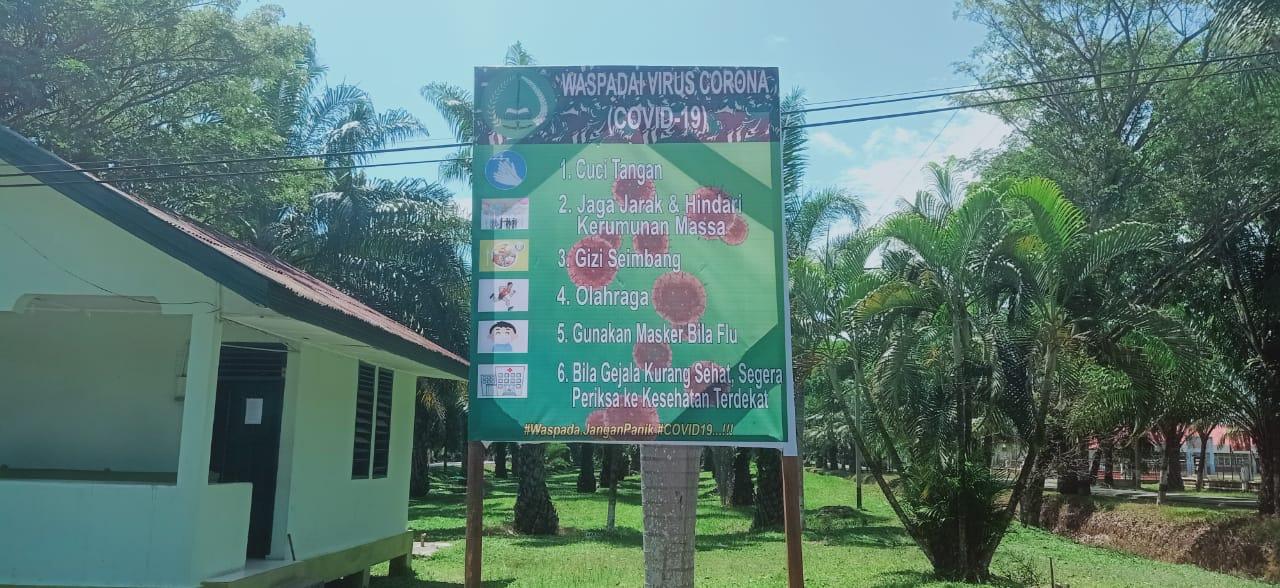 WASPADAI VIRUS CORONA
(COVID-19)
1. Cuci Tangan
2. Jaga Jarak & Hindari
Kerumunan Massa
3. Gizi Seimbang
4. Olahraga
5. Gunakan Masker Bila Flu
6. Bila Gejala Kurang Sehat, Segera
Periksa ke Kesehatan Terdekat
#Waspada.JanganPanik #COVID19...!!!